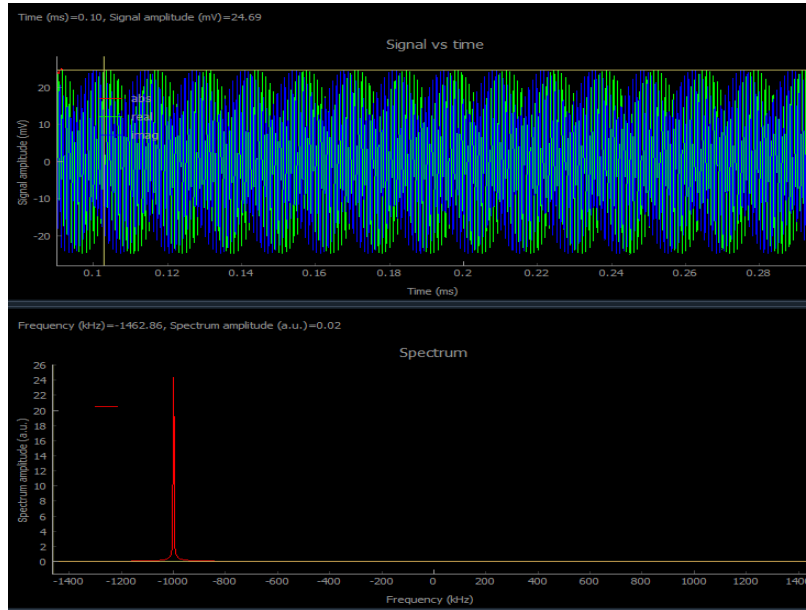 Time (ms)=0.10, Signal amplitude (mV)=24.69
Signal vs time
Signal amplitude (mV)
20
10
0
-10
-20
abs
real
imag
0.1 0.12 0.14 0.16 0.18 0.2 0.22 0.24 0.26 0.28
Time (ms)
Frequency (kHz)=-1462.86, Spectrum amplitude (a.u.)=0.02
Spectrum
Spectrum amplitude (a.u.)
26
24
22
20
18
16
14
12
10
8
6
4
2
0
-1400 -1200 -1000 -800 -600 -400 -200 0 200 400 600 800 1000 1200 1400
Frequency (kHz)